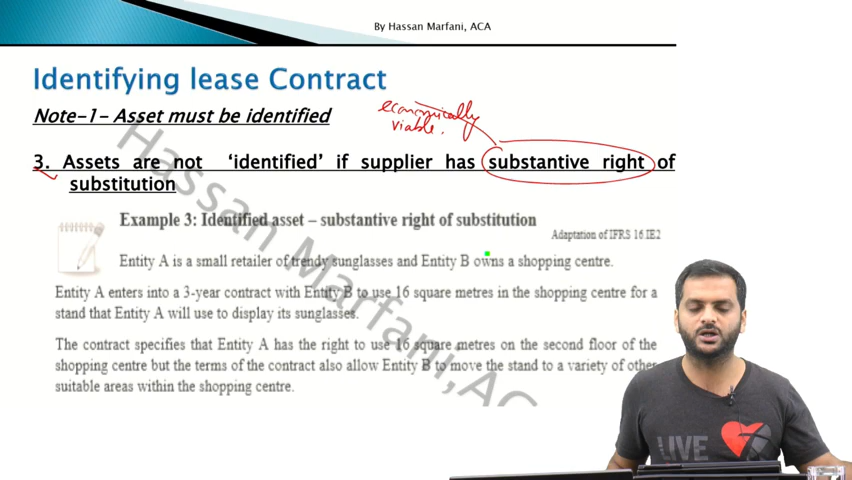 By Hassan Marfani, ACA
Identifying lease Contract
Note-1- Asset must be identified
economically
viable.
3. Assets are not 'identified' if supplier has substantive right of
substitution
Example 3: Identified asset – substantive right of substitution
Adaptation of IFRS 16.IE2
Entity A is a small retailer of trendy sunglasses and Entity B owns a shopping centre.
Entity A enters into a 3-year contract with Entity B to use 16 square metres in the shopping centre for a
stand that Entity A will use to display its sunglasses.
The contract specifies that Entity A has the right to use 16 square metres on the second floor of the
shopping centre but the terms of the contract also allow Entity B to move the stand to a variety of other
suitable areas within the shopping centre.
Hassan Marfani, AC
LIVE